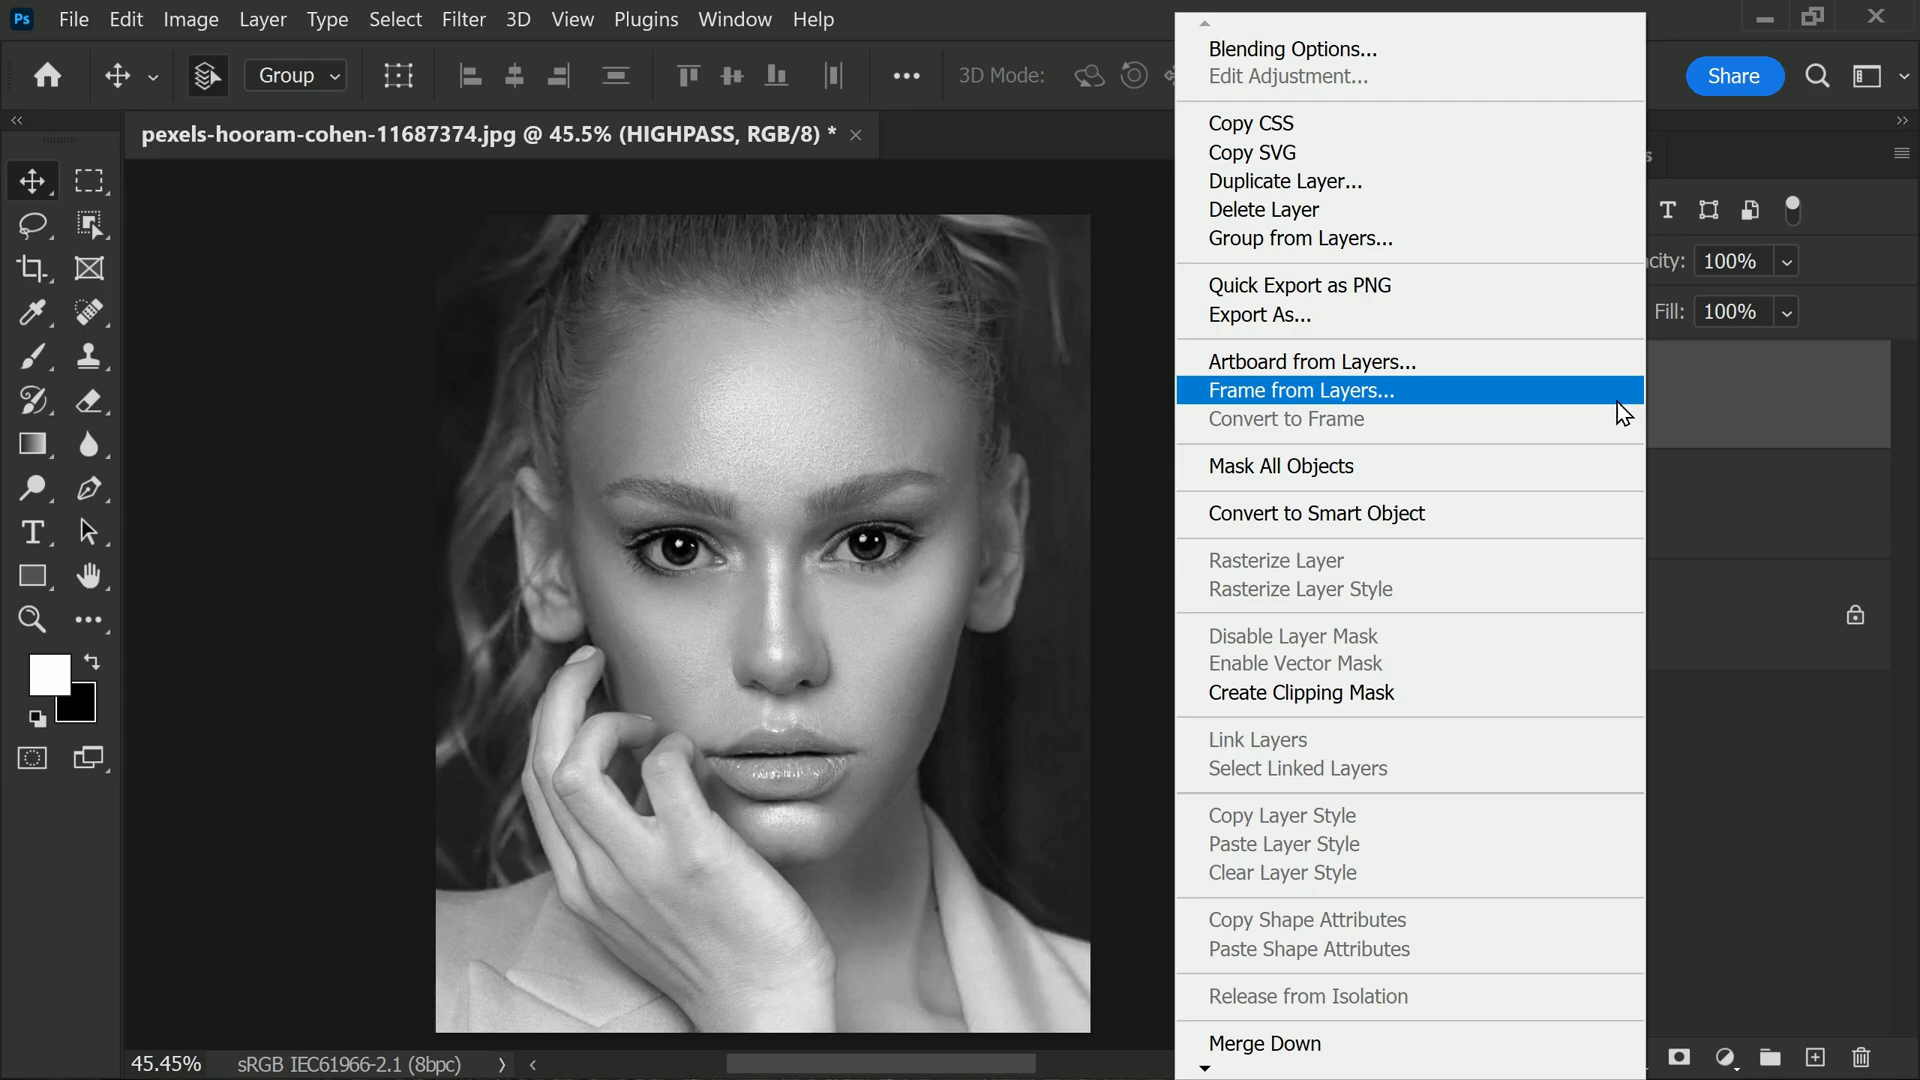 Ps File Edit Image Layer Type Select Filter 3D View Plugins Window Help
Group 3D Mode: Share
pexels-hooram-cohen-11687374.jpg @ 45.5% (HIGHPASS, RGB/8) *
Blending Options...
Edit Adjustment...
Copy CSS
Copy SVG
Duplicate Layer...
Delete Layer
Group from Layers...
Quick Export as PNG
Export As...
Artboard from Layers...
Frame from Layers...
Convert to Frame
Mask All Objects
Convert to Smart Object
Rasterize Layer
Rasterize Layer Style
Disable Layer Mask
Enable Vector Mask
Create Clipping Mask
Link Layers
Select Linked Layers
Copy Layer Style
Paste Layer Style
Clear Layer Style
Copy Shape Attributes
Paste Shape Attributes
Release from Isolation
Merge Down
city: 100%
Fill: 100%
45.45% sRGB IEC61966-2.1 (8bpc)